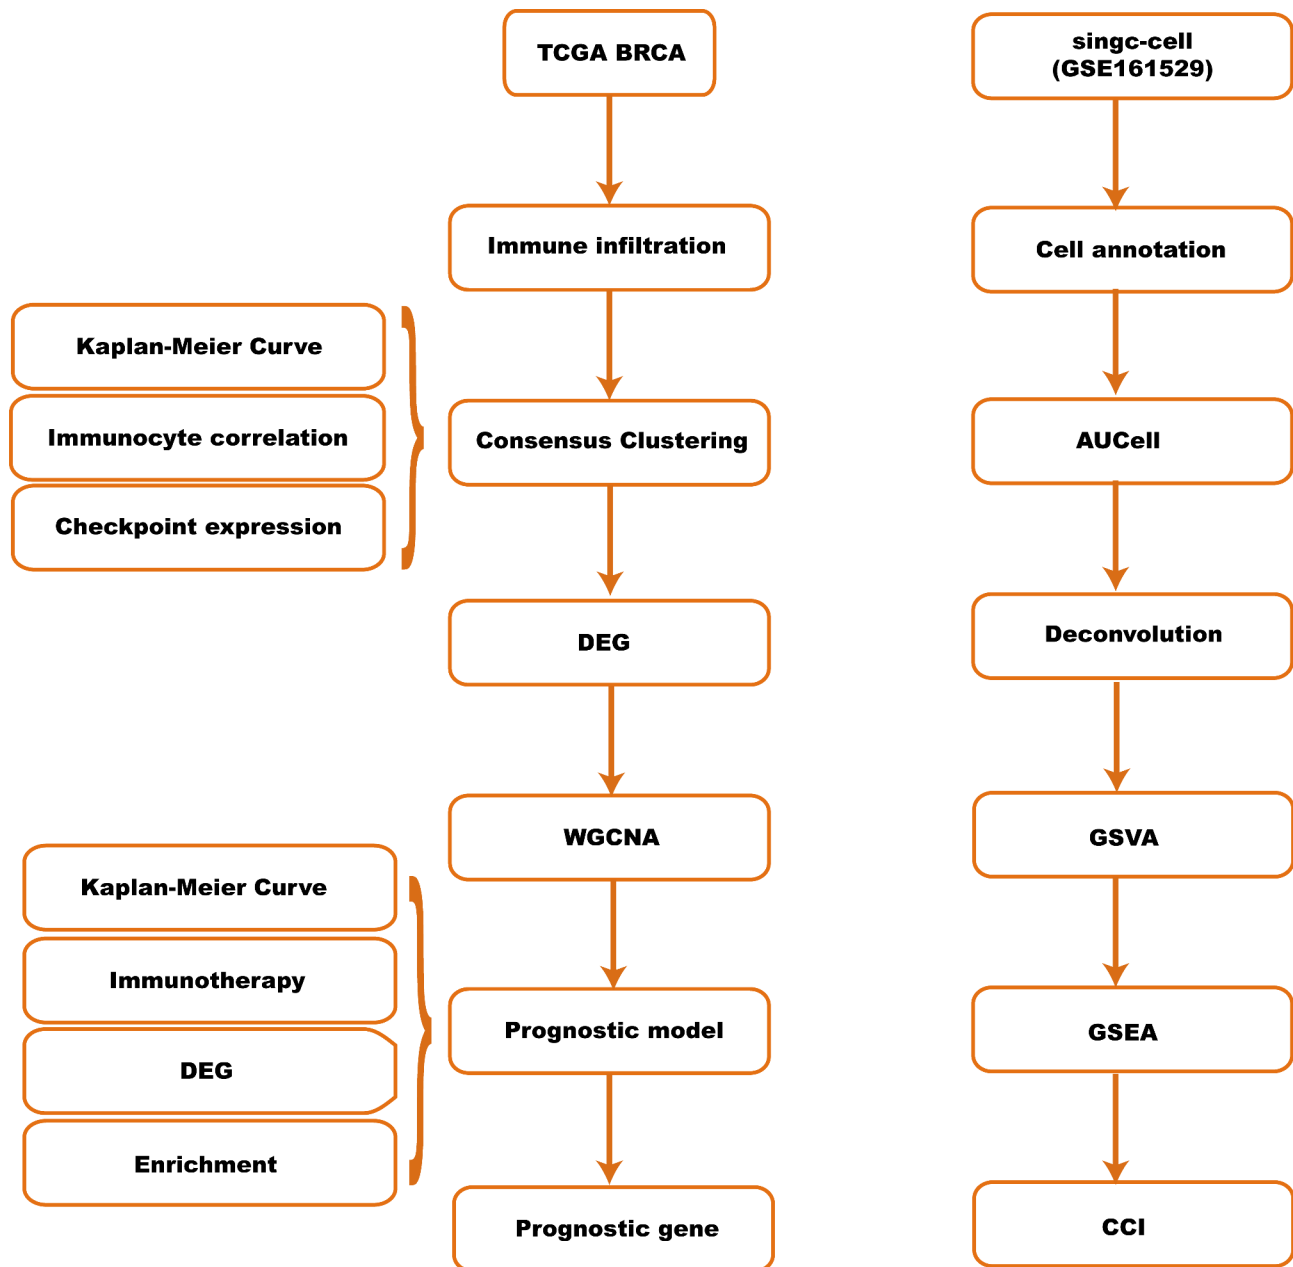 TCGA BRCA
Immune infiltration
Kaplan-Meier Curve
Immunocyte correlation
Checkpoint expression
Consensus Clustering
DEG
WGCNA
Kaplan-Meier Curve
Immunotherapy
DEG
Enrichment
Prognostic model
Prognostic gene
singc-cell
(GSE161529)
Cell annotation
AUCell
Deconvolution
GSVA
GSEA
CCI